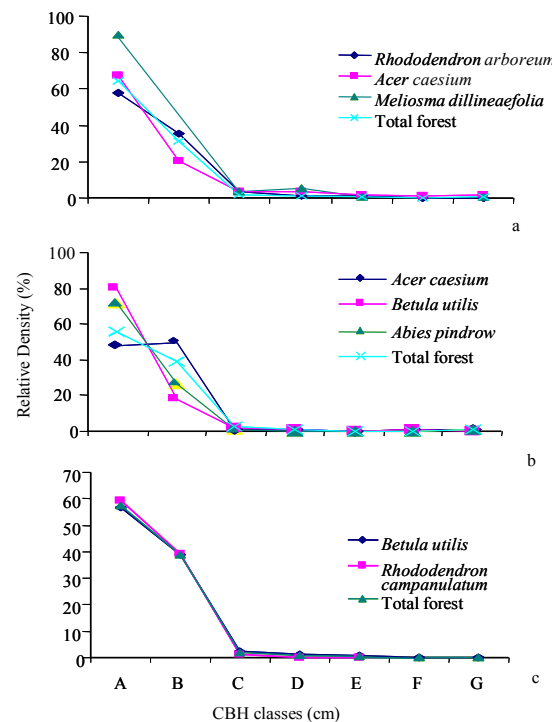 100
80
60
40
20
0
Rhododendron arboreum
Acer caesium
Meliosma dillineaefolia
Total forest
a
Relative Density (%)
100
80
60
40
20
0
Acer caesium
Betula utilis
Abies pindrow
Total forest
b
70
60
50
40
30
20
10
0
Betula utilis
Rhododendron
campanulatum
Total forest
A B C D E F G
c
CBH classes (cm)